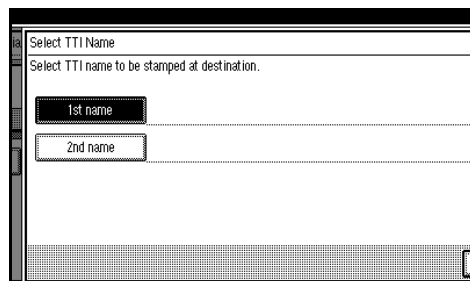 Select TTI Name
Select TTI name to be stamped at destination.
1st name
2nd name